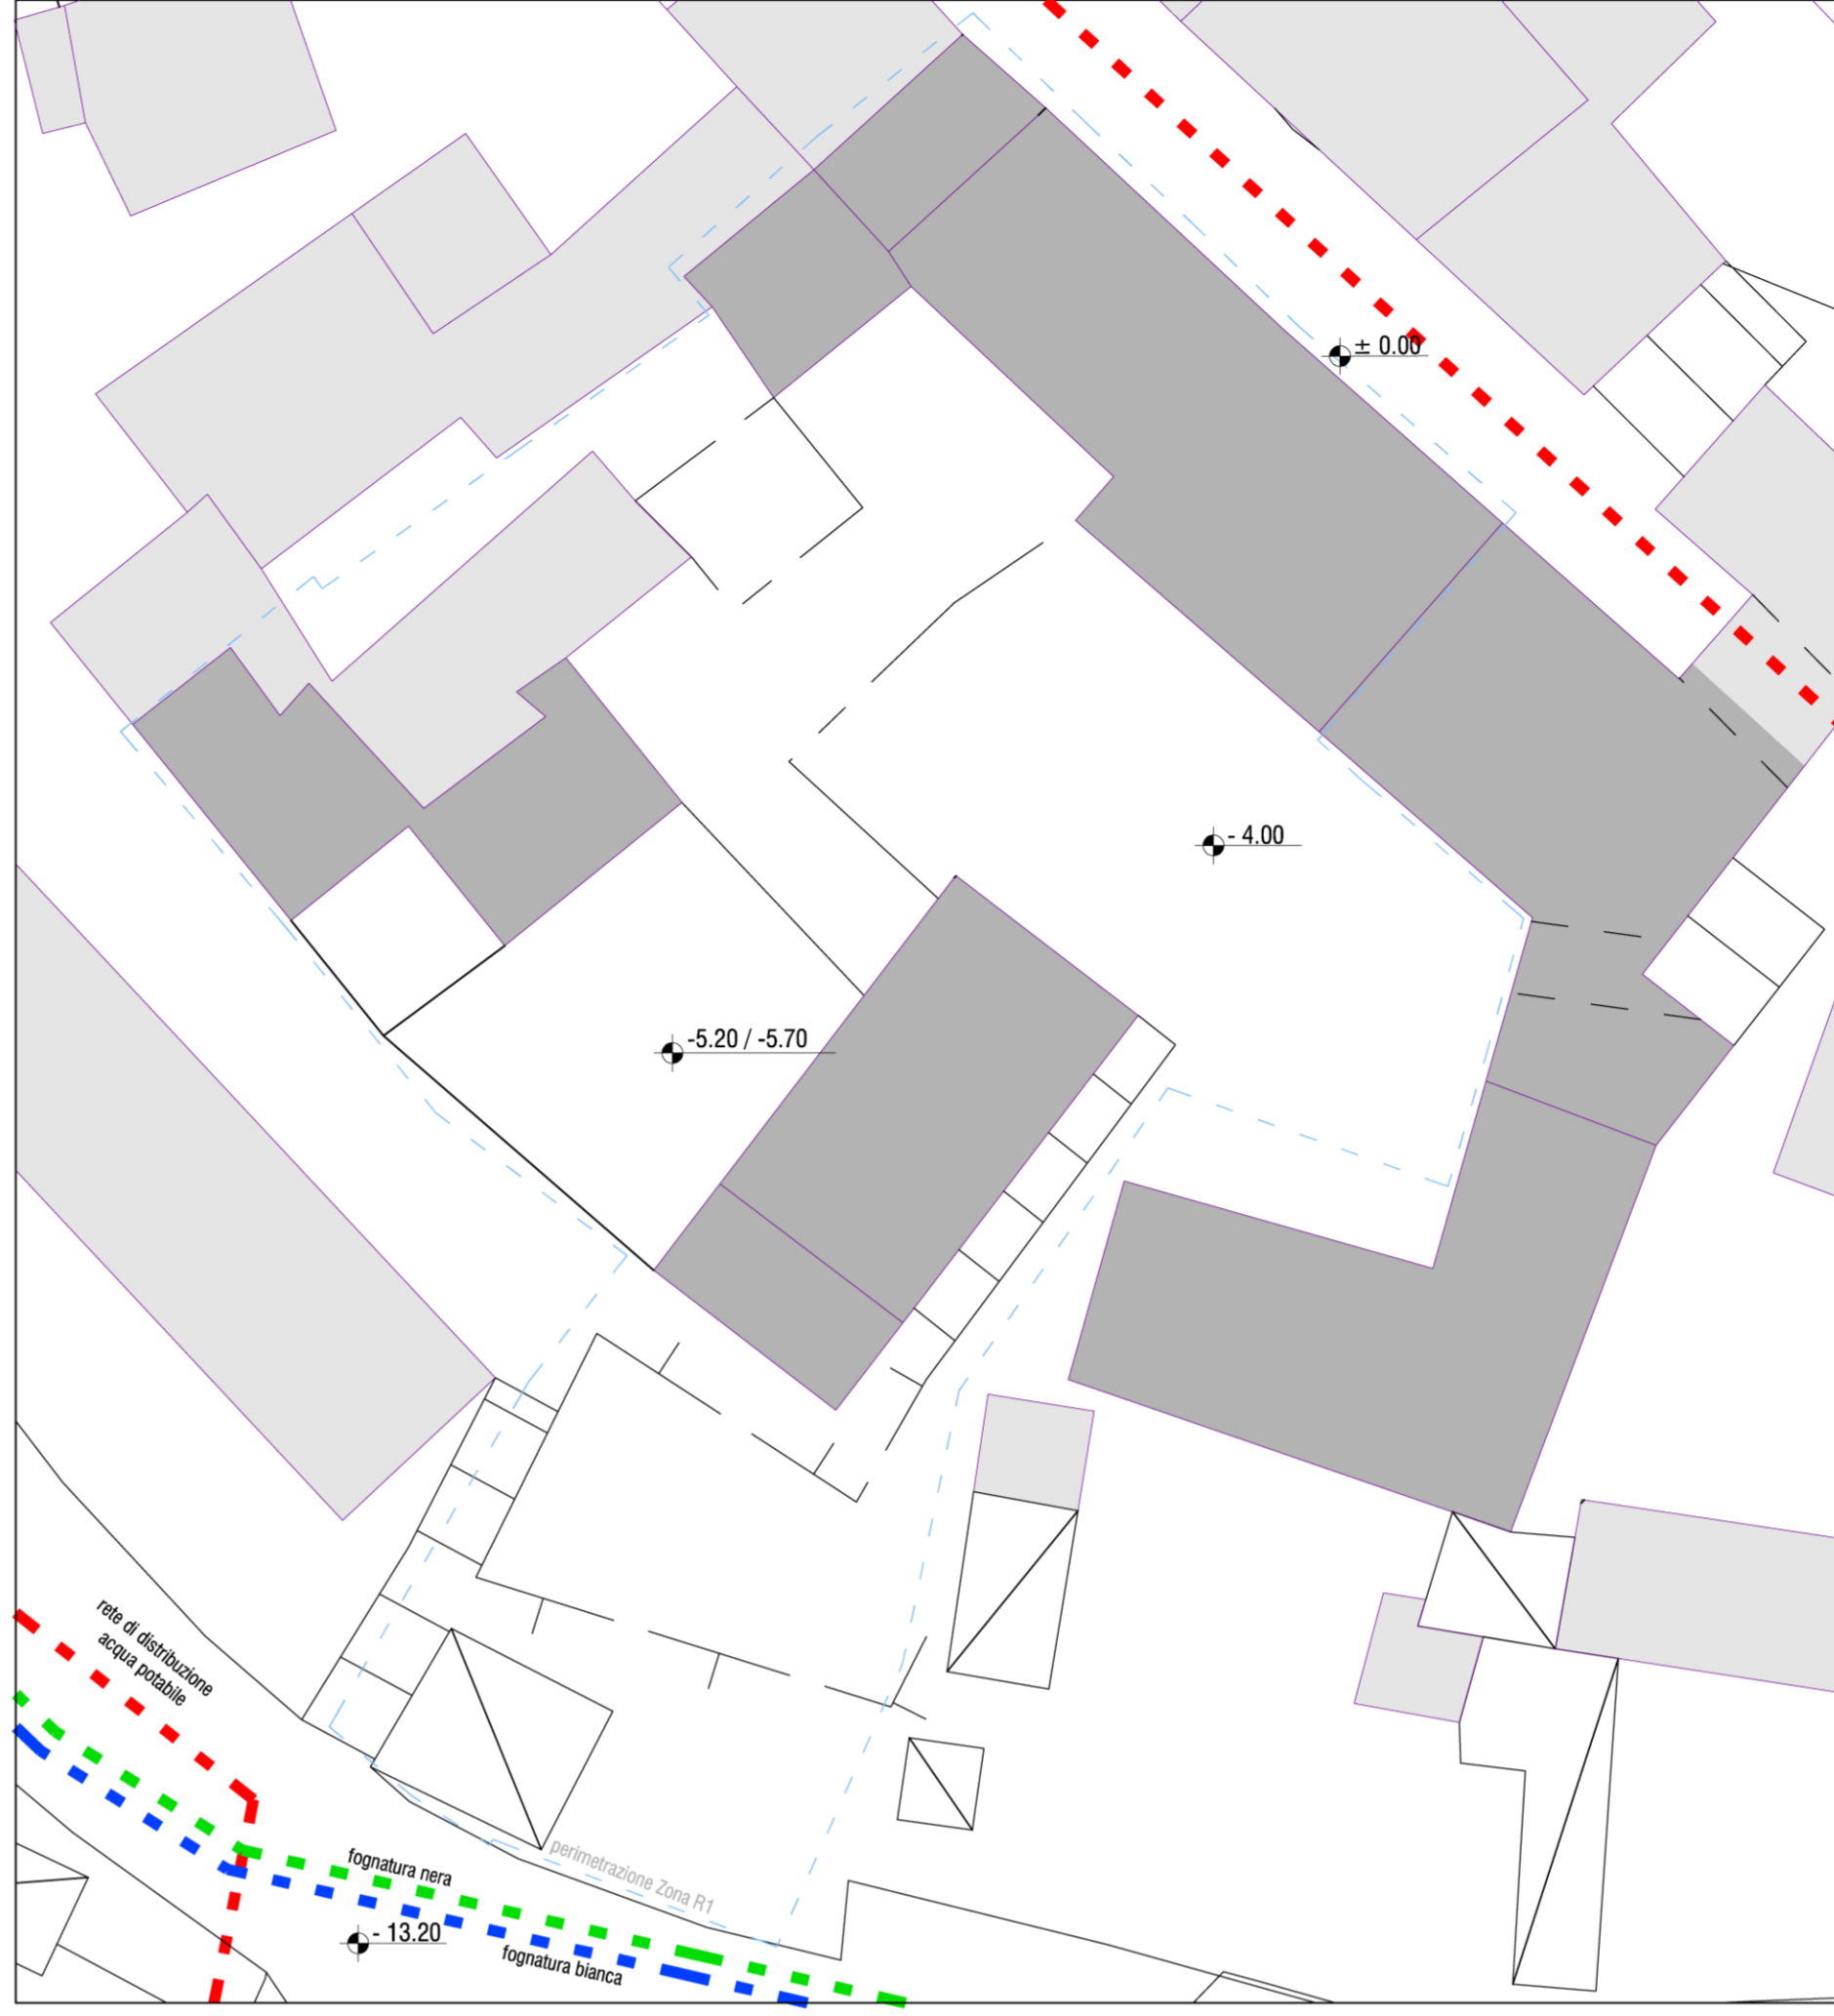 ± 0.00
- 4.00
-5.20 / -5.70
rete di distribuzione
acqua potabile
fognatura nera
perimetrazione Zona R1
- 13.20
fognatura bianca